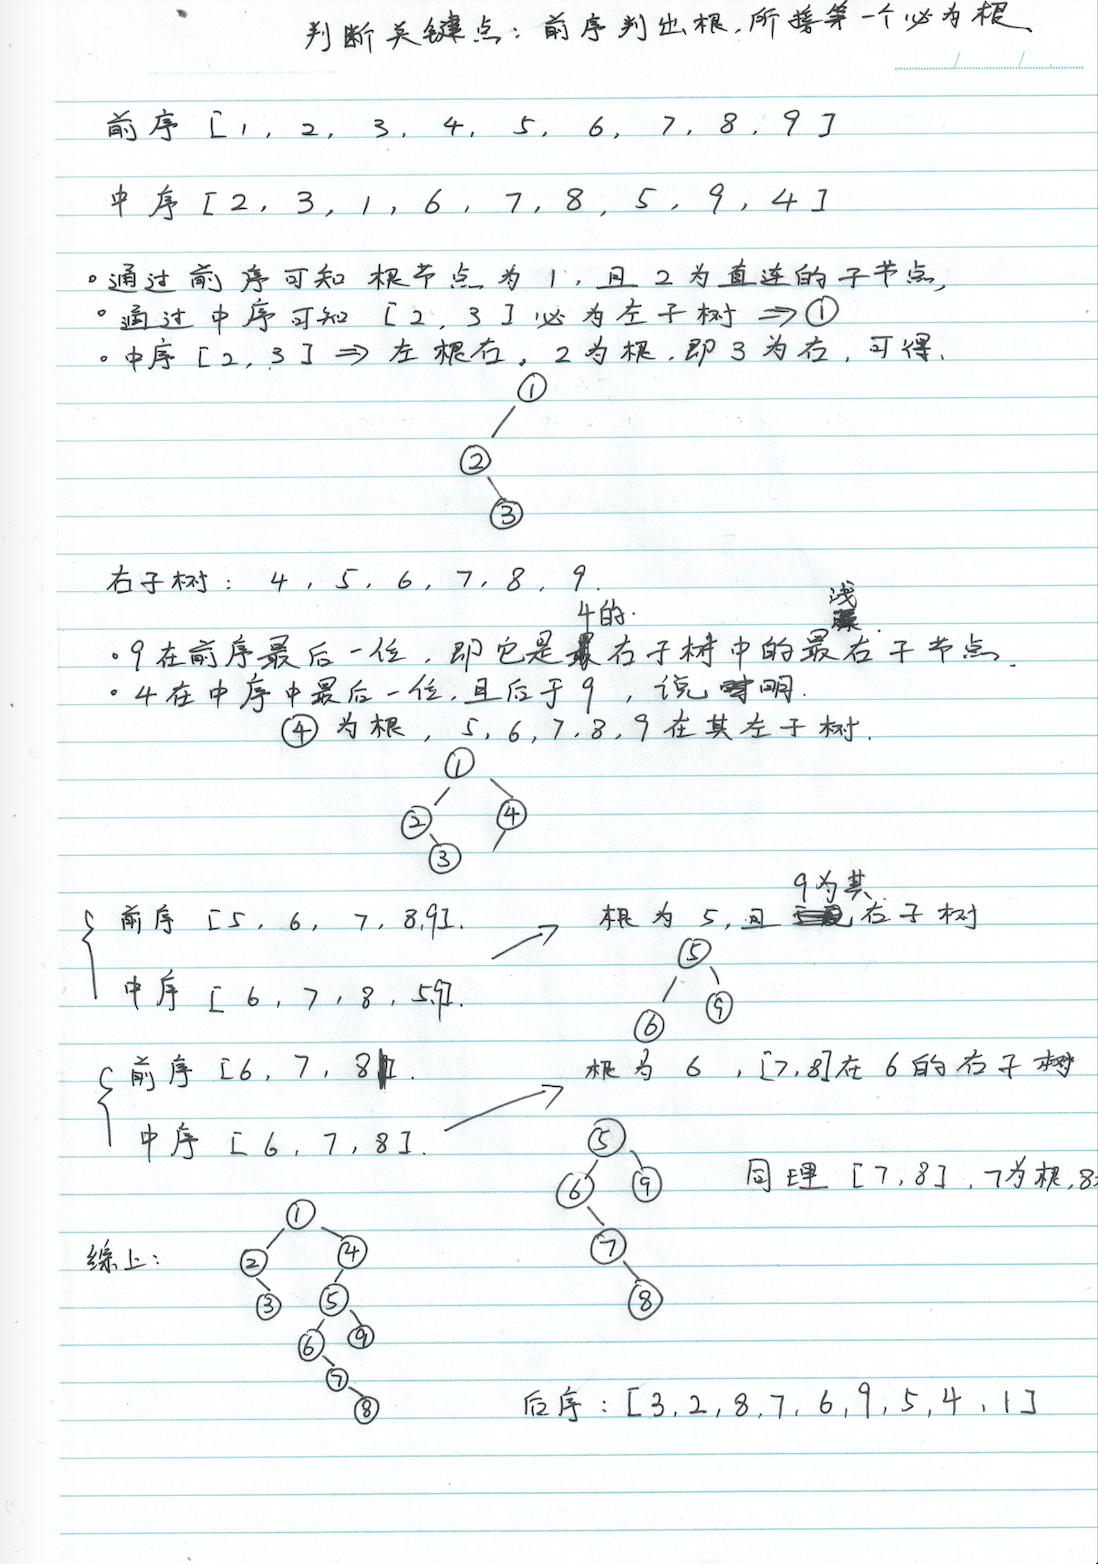 判断关键点：前序判出根.所接第一个必为根.
前序 [1, 2, 3, 4, 5, 6, 7, 8, 9]
中序 [2, 3, 1, 6, 7, 8, 5, 9, 4]
。通过前序可知 根节点为1, 且2为直连的子节点,
。通过中序可知 [2, 3] 必为左子树 => ①
。中序[2, 3] => 左根右. 2为根.即3为右, 可得.
①
②
③
右子树: 4, 5, 6, 7, 8, 9.
4的.
浅
·9在前序最后一位, 即它是 右子树中的最右子节点.
·4在中序中最后一位,且后于9, 说明.
④ 为根, 5,6,7,8,9在其左子树.
①
② ④
③
9为其
前序 [5, 6, 7, 8,9]. 根为5,且 右子树
中序 [6, 7, 8, 5,9].
⑤
⑥ ⑨
前序 [6, 7, 8]. 根为6, [7,8]在6的右子树
中序 [6, 7, 8].
⑤
⑥ ⑨
⑦
⑧
同理 [7,8], 7为根,8
综上:
①
② ④
③ ⑤
⑥ ⑨
⑦
⑧
后序: [3,2,8,7,6,9,5,4,1]